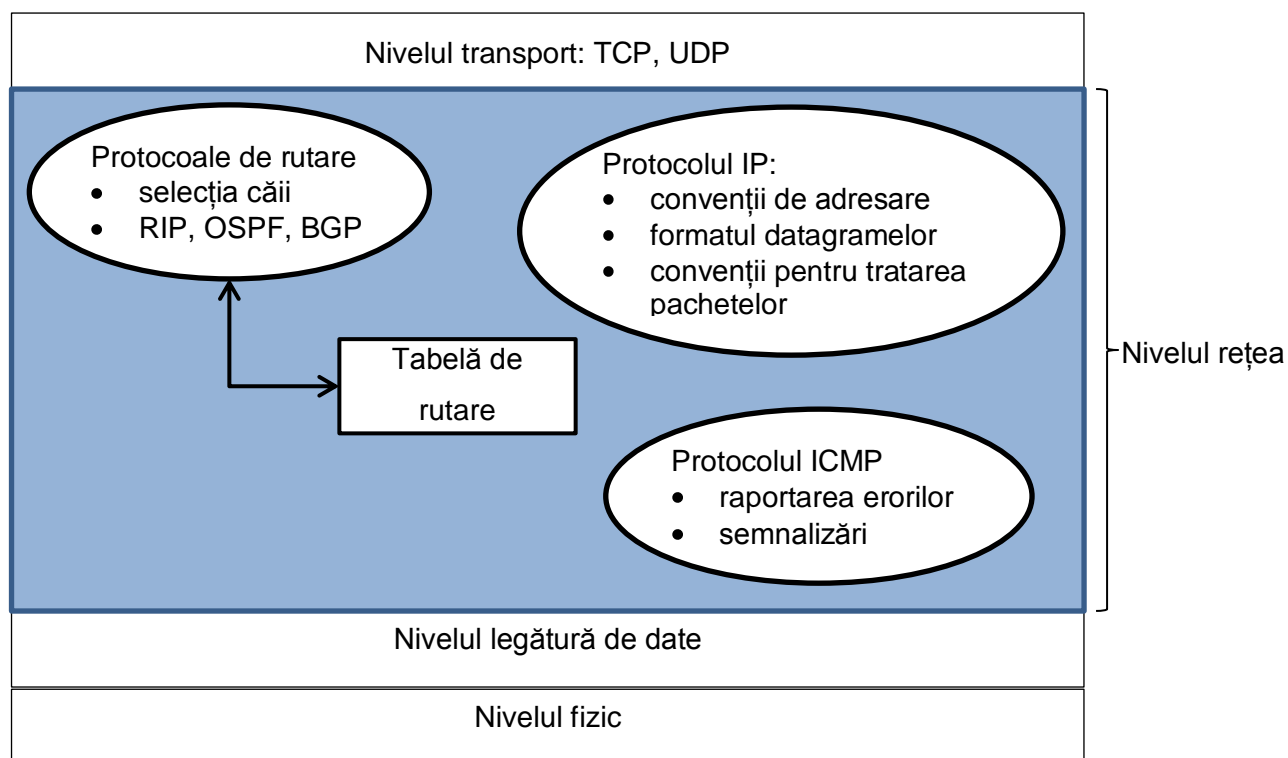 Nivelul transport: TCP, UDP
Protocoale de rutare
• selecția căii
• RIP, OSPF, BGP
Protocolul IP:
• convenții de adresare
• formatul datagramelor
• convenții pentru tratarea
pachetelor
Tabelă de
rutare
Nivelul rețea
Protocolul ICMP
• raportarea erorilor
• semnalizări
Nivelul legătură de date
Nivelul fizic